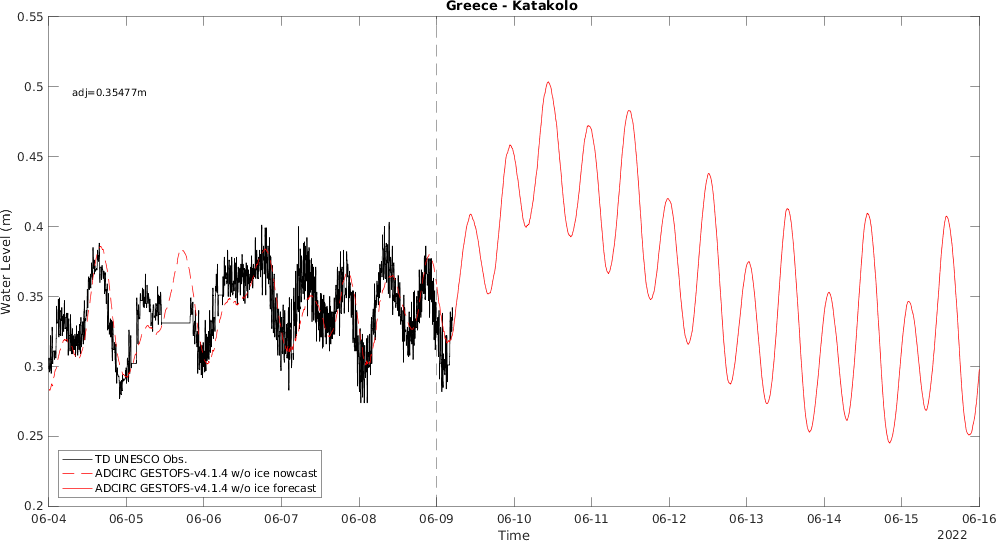 Greece - Katakolo
0.55
0.5
0.45
0.4
0.35
0.3
0.25
0.2
Water Level (m)
adj=0.35477m
TD UNESCO Obs.
ADCIRC GESTOFS-v4.1.4 w/o ice nowcast
ADCIRC GESTOFS-v4.1.4 w/o ice forecast
06-04 06-05 06-06 06-07 06-08 06-09 06-10 06-11 06-12 06-13 06-14 06-15 06-16
Time
2022